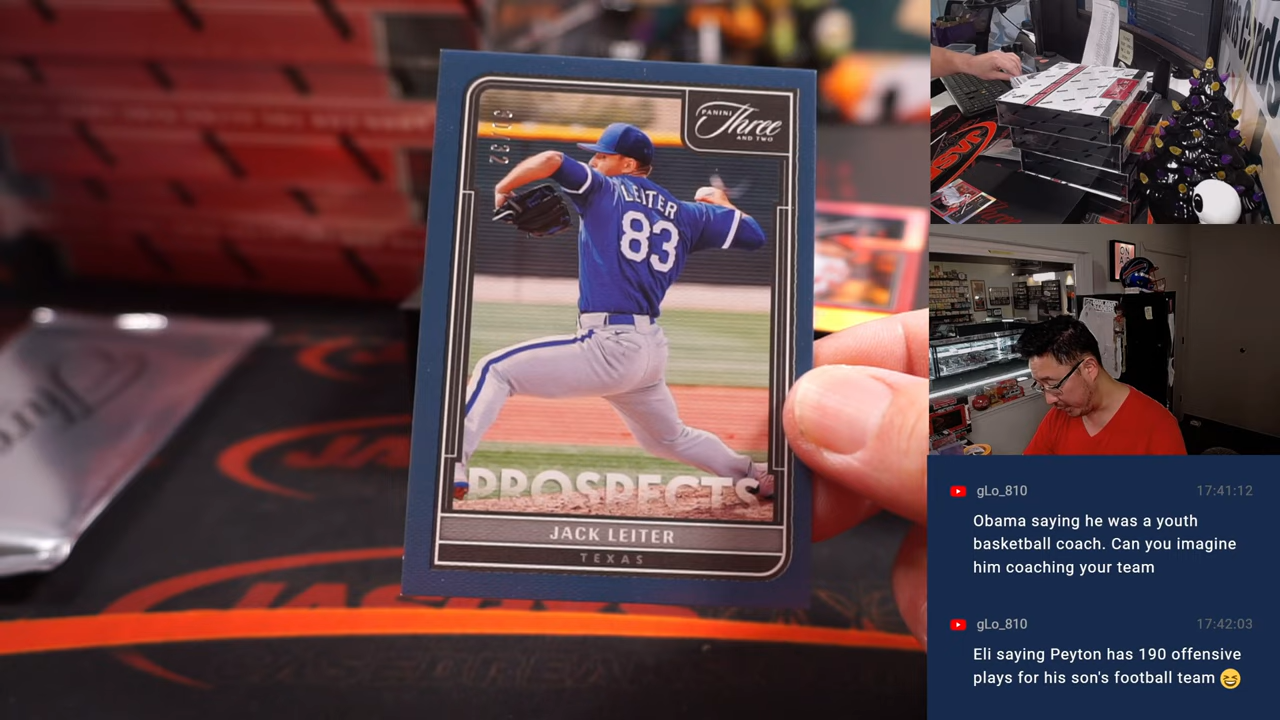 PANINI
Three
AND TWO
LEITER
83
PROSPECTS
JACK LEITER
TEXAS
gLo_810
17:41:12
Obama saying he was a youth
basketball coach. Can you imagine
him coaching your team
gLo_810
17:42:03
Eli saying Peyton has 190 offensive
plays for his son's football team 😆